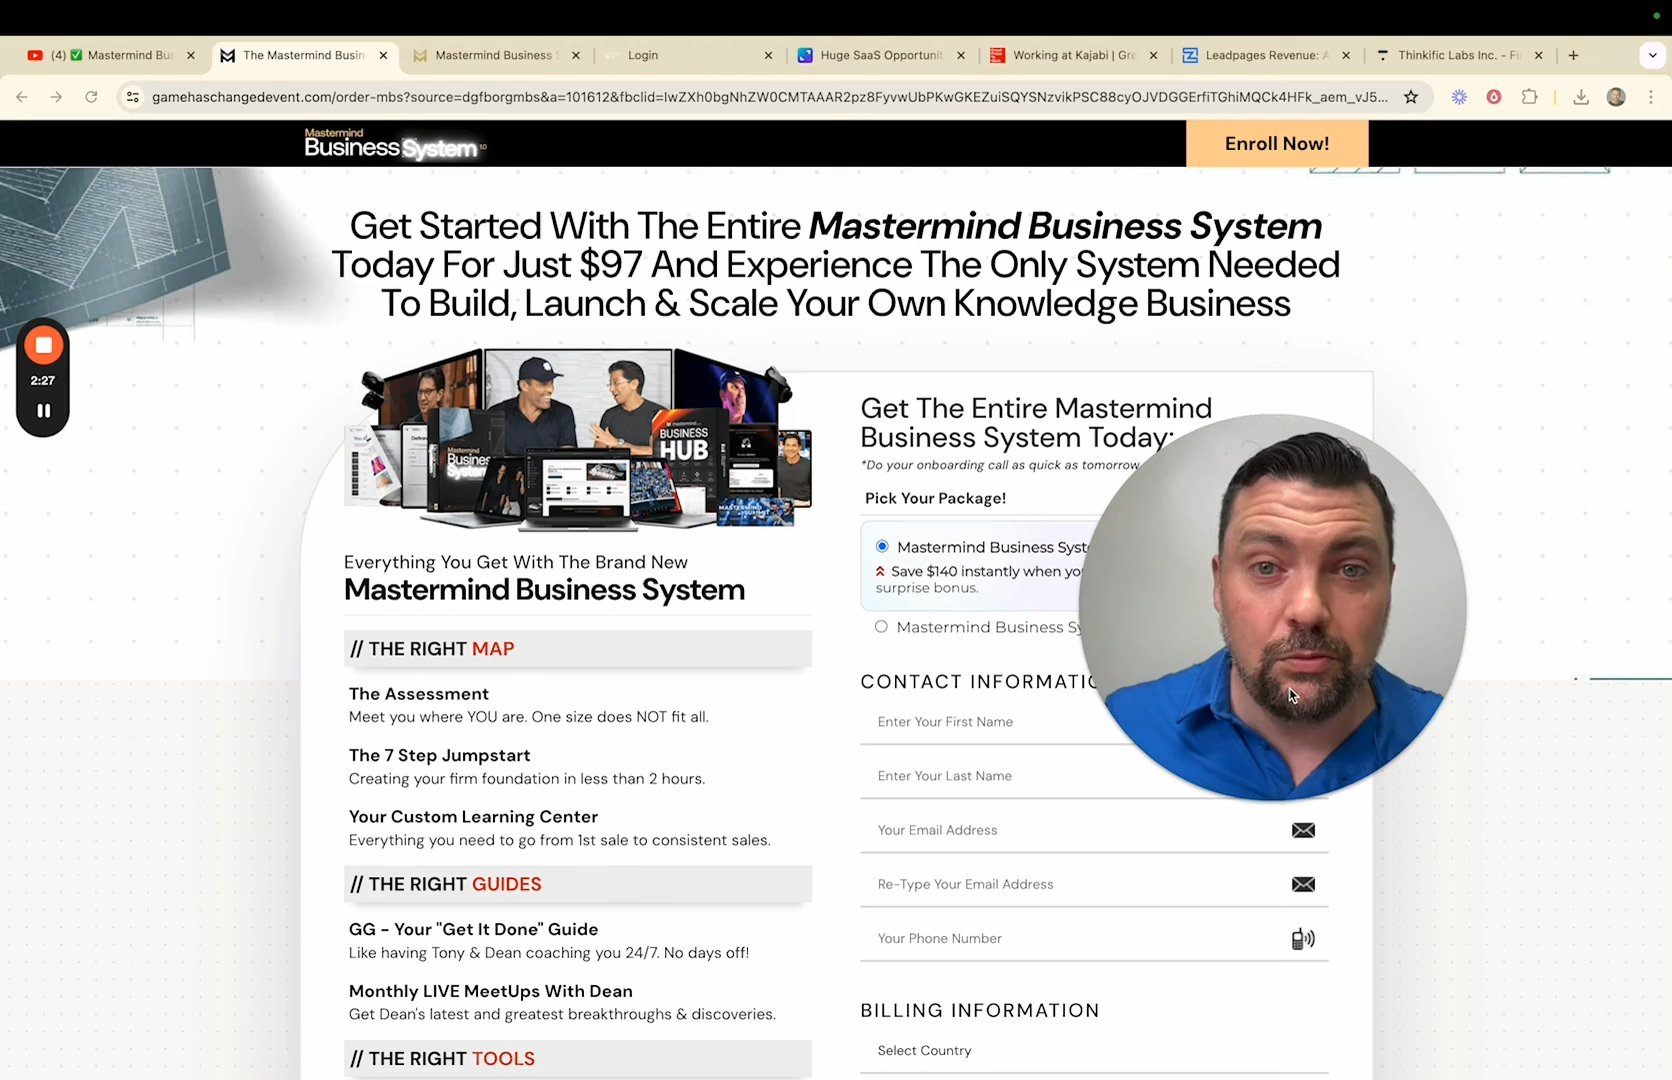 (4) ✅ Mastermind Bu
The Mastermind Busin
Mastermind Business S
Login
Huge SaaS Opportunit
Working at Kajabi | Gre
Leadpages Revenue: A
Thinkific Labs Inc. - Fi
gamehaschangedevent.com/order-mbs?source=dgfborgmbs&a=101612&fbclid=IwZXh0bgNhZW0CMTAAAR2pz8FyvwUbPKwGKEZuiSQYSNzvikPSC88cyOJVDGGErfiTGhiMQCk4HFk_aem_vJ5...
Mastermind
Business System 1.0
Enroll Now!
Get Started With The Entire Mastermind Business System
Today For Just $97 And Experience The Only System Needed
To Build, Launch & Scale Your Own Knowledge Business
2:27
BUSINESS
HUB
Everything You Get With The Brand New
Mastermind Business System
// THE RIGHT MAP
The Assessment
Meet you where YOU are. One size does NOT fit all.
The 7 Step Jumpstart
Creating your firm foundation in less than 2 hours.
Your Custom Learning Center
Everything you need to go from 1st sale to consistent sales.
// THE RIGHT GUIDES
GG - Your "Get It Done" Guide
Like having Tony & Dean coaching you 24/7. No days off!
Monthly LIVE MeetUps With Dean
Get Dean's latest and greatest breakthroughs & discoveries.
// THE RIGHT TOOLS
Get The Entire Mastermind
Business System Today:
*Do your onboarding call as quick as tomorrow
Pick Your Package!
Mastermind Business Syst
Save $140 instantly when yo
surprise bonus.
Mastermind Business Sy
CONTACT INFORMATIO
Enter Your First Name
Enter Your Last Name
Your Email Address
Re-Type Your Email Address
Your Phone Number
BILLING INFORMATION
Select Country